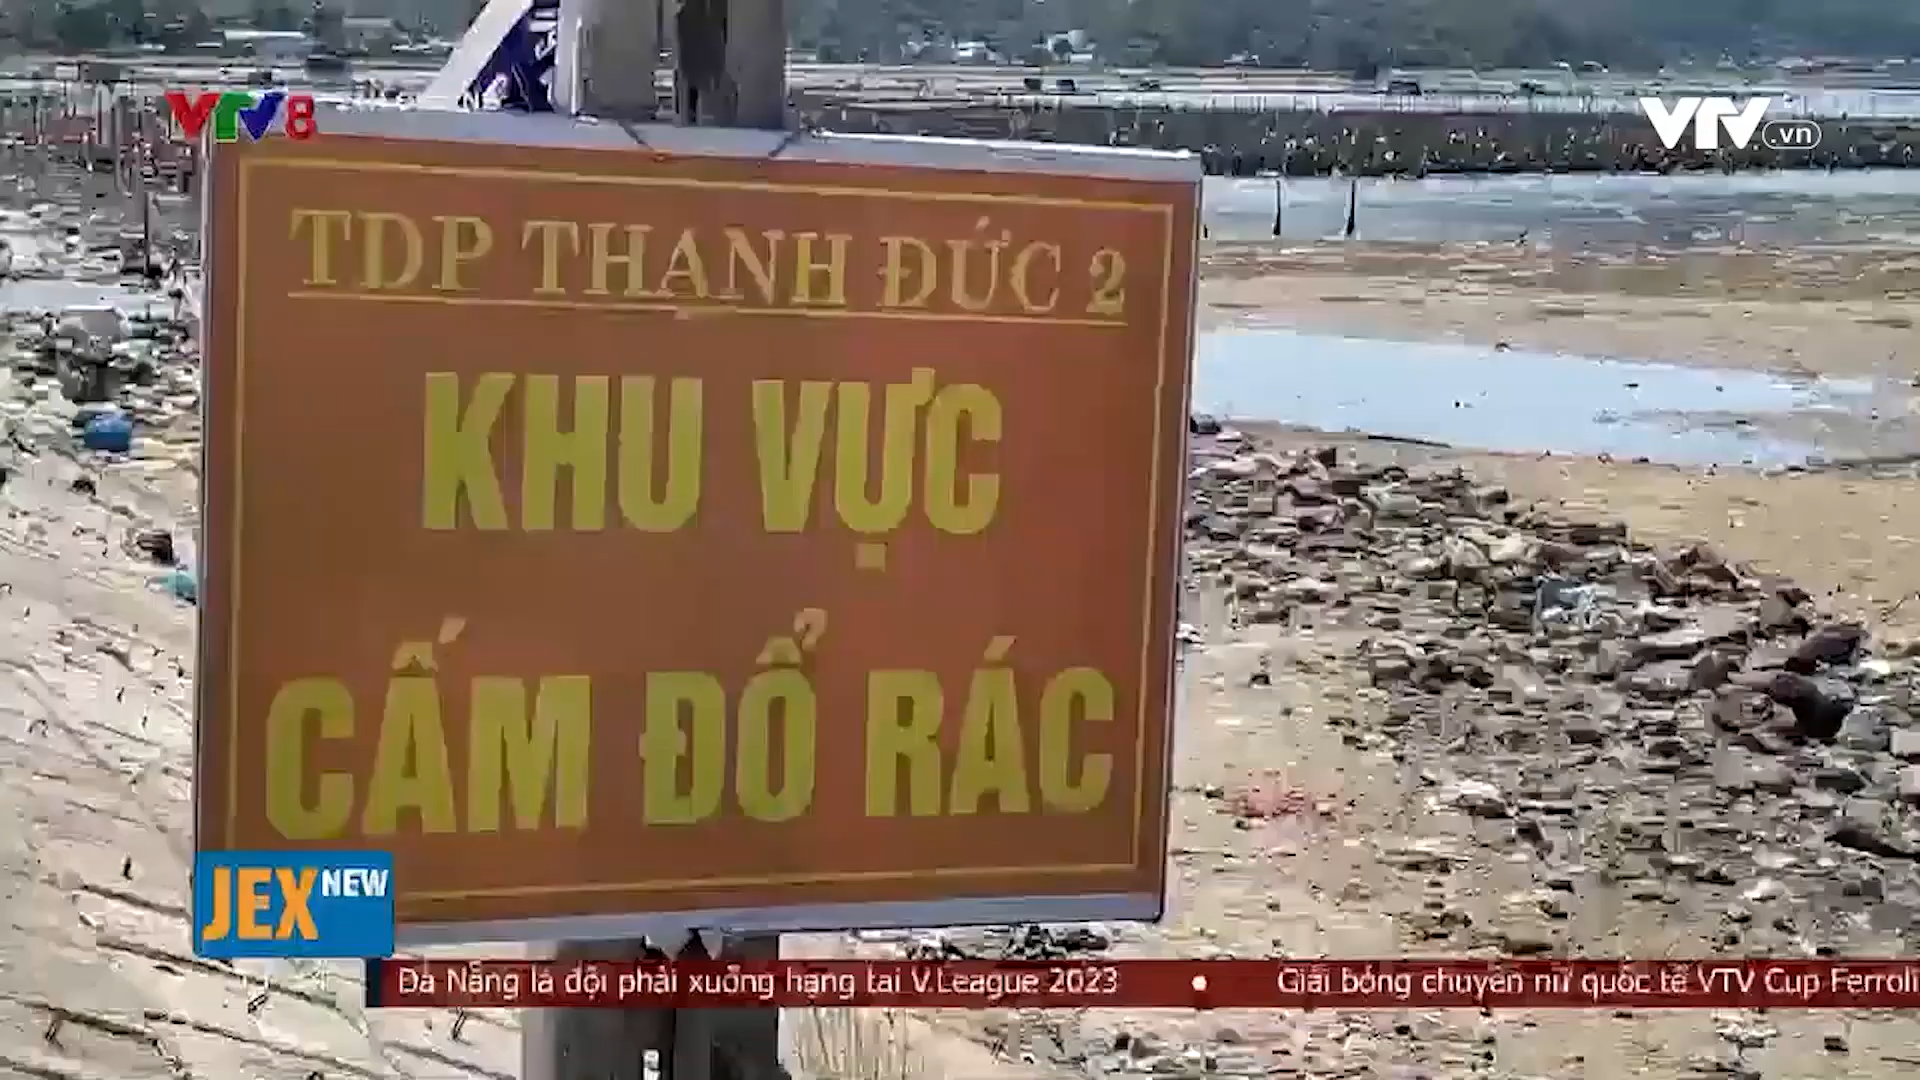 VTV8
VTV.vn
TDP THẠNH ĐỨC 2
KHU VỰC
CẤM ĐỔ RÁC
JEX NEW
Đà Nẵng là đội phải xuống hạng tại V.League 2023 • Giải bóng chuyền nữ quốc tế VTV Cup Ferroli